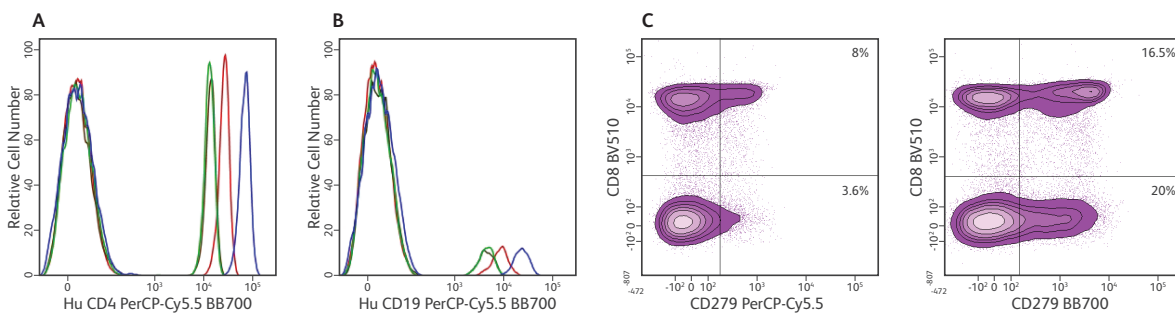 A
Relative Cell Number
100
80
60
40
20
0
0 10³ 10⁴ 10⁵
Hu CD4 PerCP-Cy5.5 BB700
B
Relative Cell Number
100
80
60
40
20
0
0 10³ 10⁴ 10⁵
Hu CD19 PerCP-Cy5.5 BB700
C
8%
3.6%
CD8 BV510
10⁵
10⁴
10³
10²
0
-10²
-807
-472
-10² 0 10² 10³ 10⁴ 10⁵
CD279 PerCP-Cy5.5
16.5%
20%
CD8 BV510
10⁵
10⁴
10³
10²
0
-10²
-807
-472
-10² 0 10² 10³ 10⁴ 10⁵
CD279 BB700